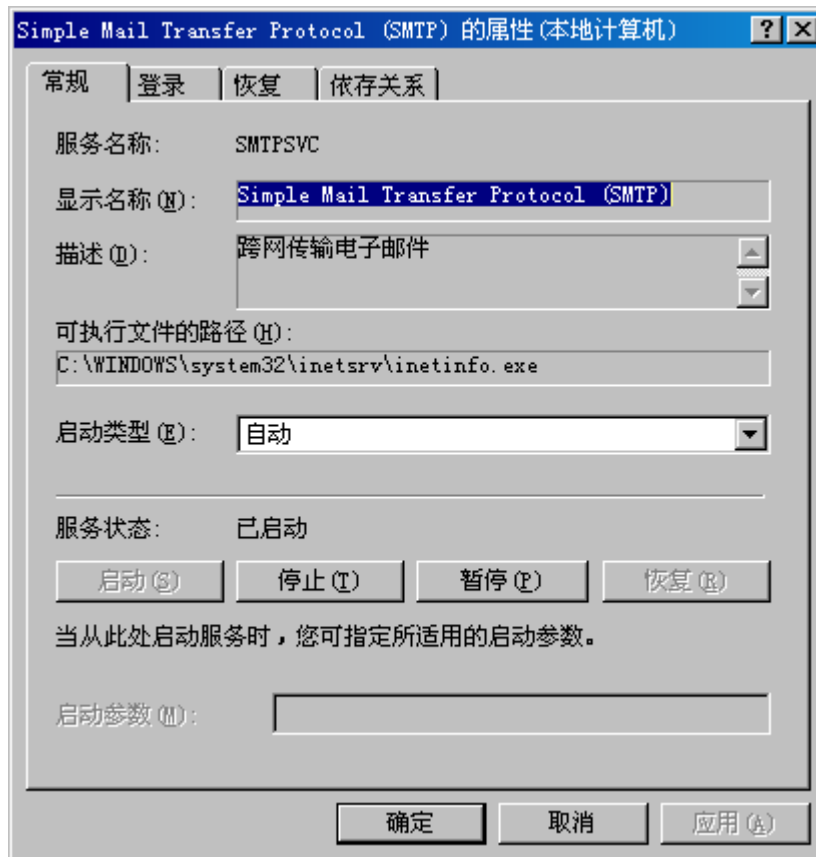 Simple Mail Transfer Protocol (SMTP) 的属性(本地计算机)
常规 登录 恢复 依存关系
服务名称: SMTPSVC
显示名称(N): Simple Mail Transfer Protocol (SMTP)
描述(D): 跨网传输电子邮件
可执行文件的路径(H):
C:\WINDOWS\system32\inetsrv\inetinfo.exe
启动类型(E): 自动
服务状态: 已启动
启动(S) 停止(T) 暂停(P) 恢复(R)
当从此处启动服务时，您可指定所适用的启动参数。
启动参数(M):
确定 取消 应用(A)